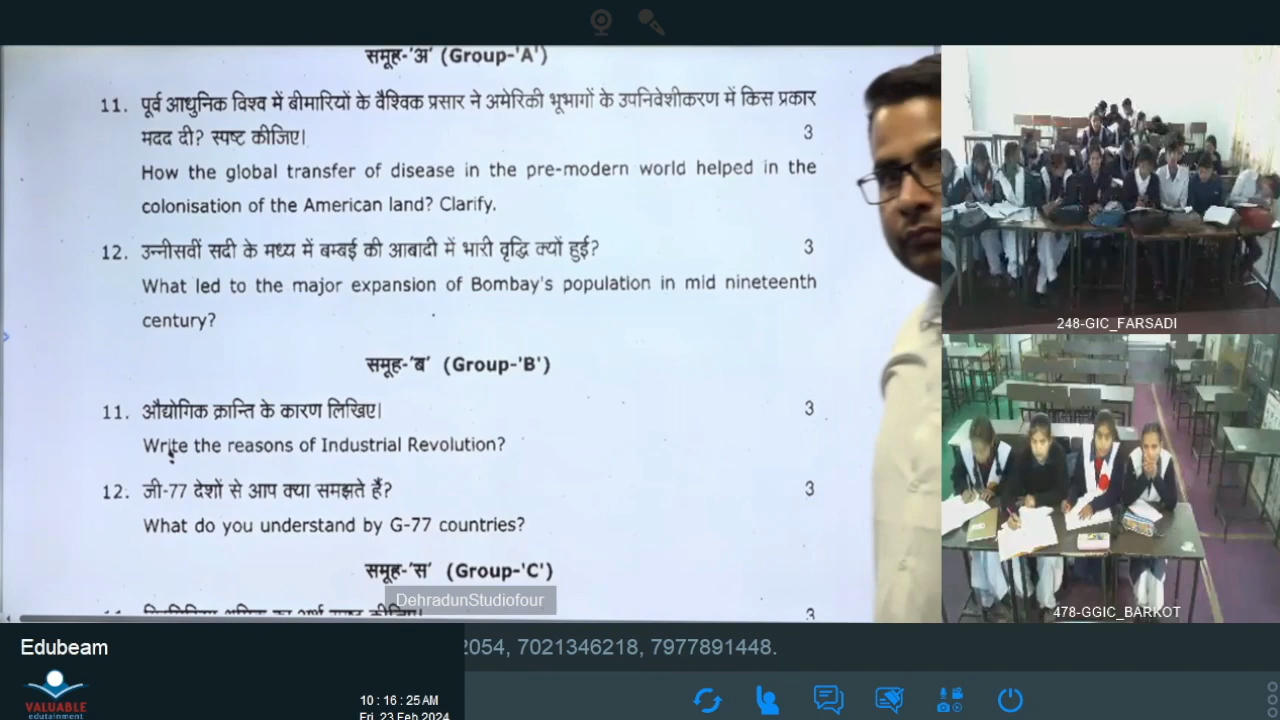 समूह-'अ' (Group-'A')
11. पूर्व आधुनिक विश्व में बीमारियों के वैश्विक प्रसार ने अमेरिकी भूभागों के उपनिवेशीकरण में किस प्रकार
मदद दी? स्पष्ट कीजिए। 3
How the global transfer of disease in the pre-modern world helped in the
colonisation of the American land? Clarify.
12. उन्नीसवीं सदी के मध्य में बम्बई की आबादी में भारी वृद्धि क्यों हुई? 3
What led to the major expansion of Bombay's population in mid nineteenth
century?
समूह-'ब' (Group-'B')
11. औद्योगिक क्रान्ति के कारण लिखिए। 3
Write the reasons of Industrial Revolution?
12. जी-77 देशों से आप क्या समझते हैं? 3
What do you understand by G-77 countries?
समूह-'स' (Group-'C')
3
DehradunStudiofour
248-GIC_FARSADI
478-GGIC_BARKOT
Edubeam
2054, 7021346218, 7977891448.
VALUABLE
edutainment
10 : 16 : 25 AM
Fri, 23 Feb 2024